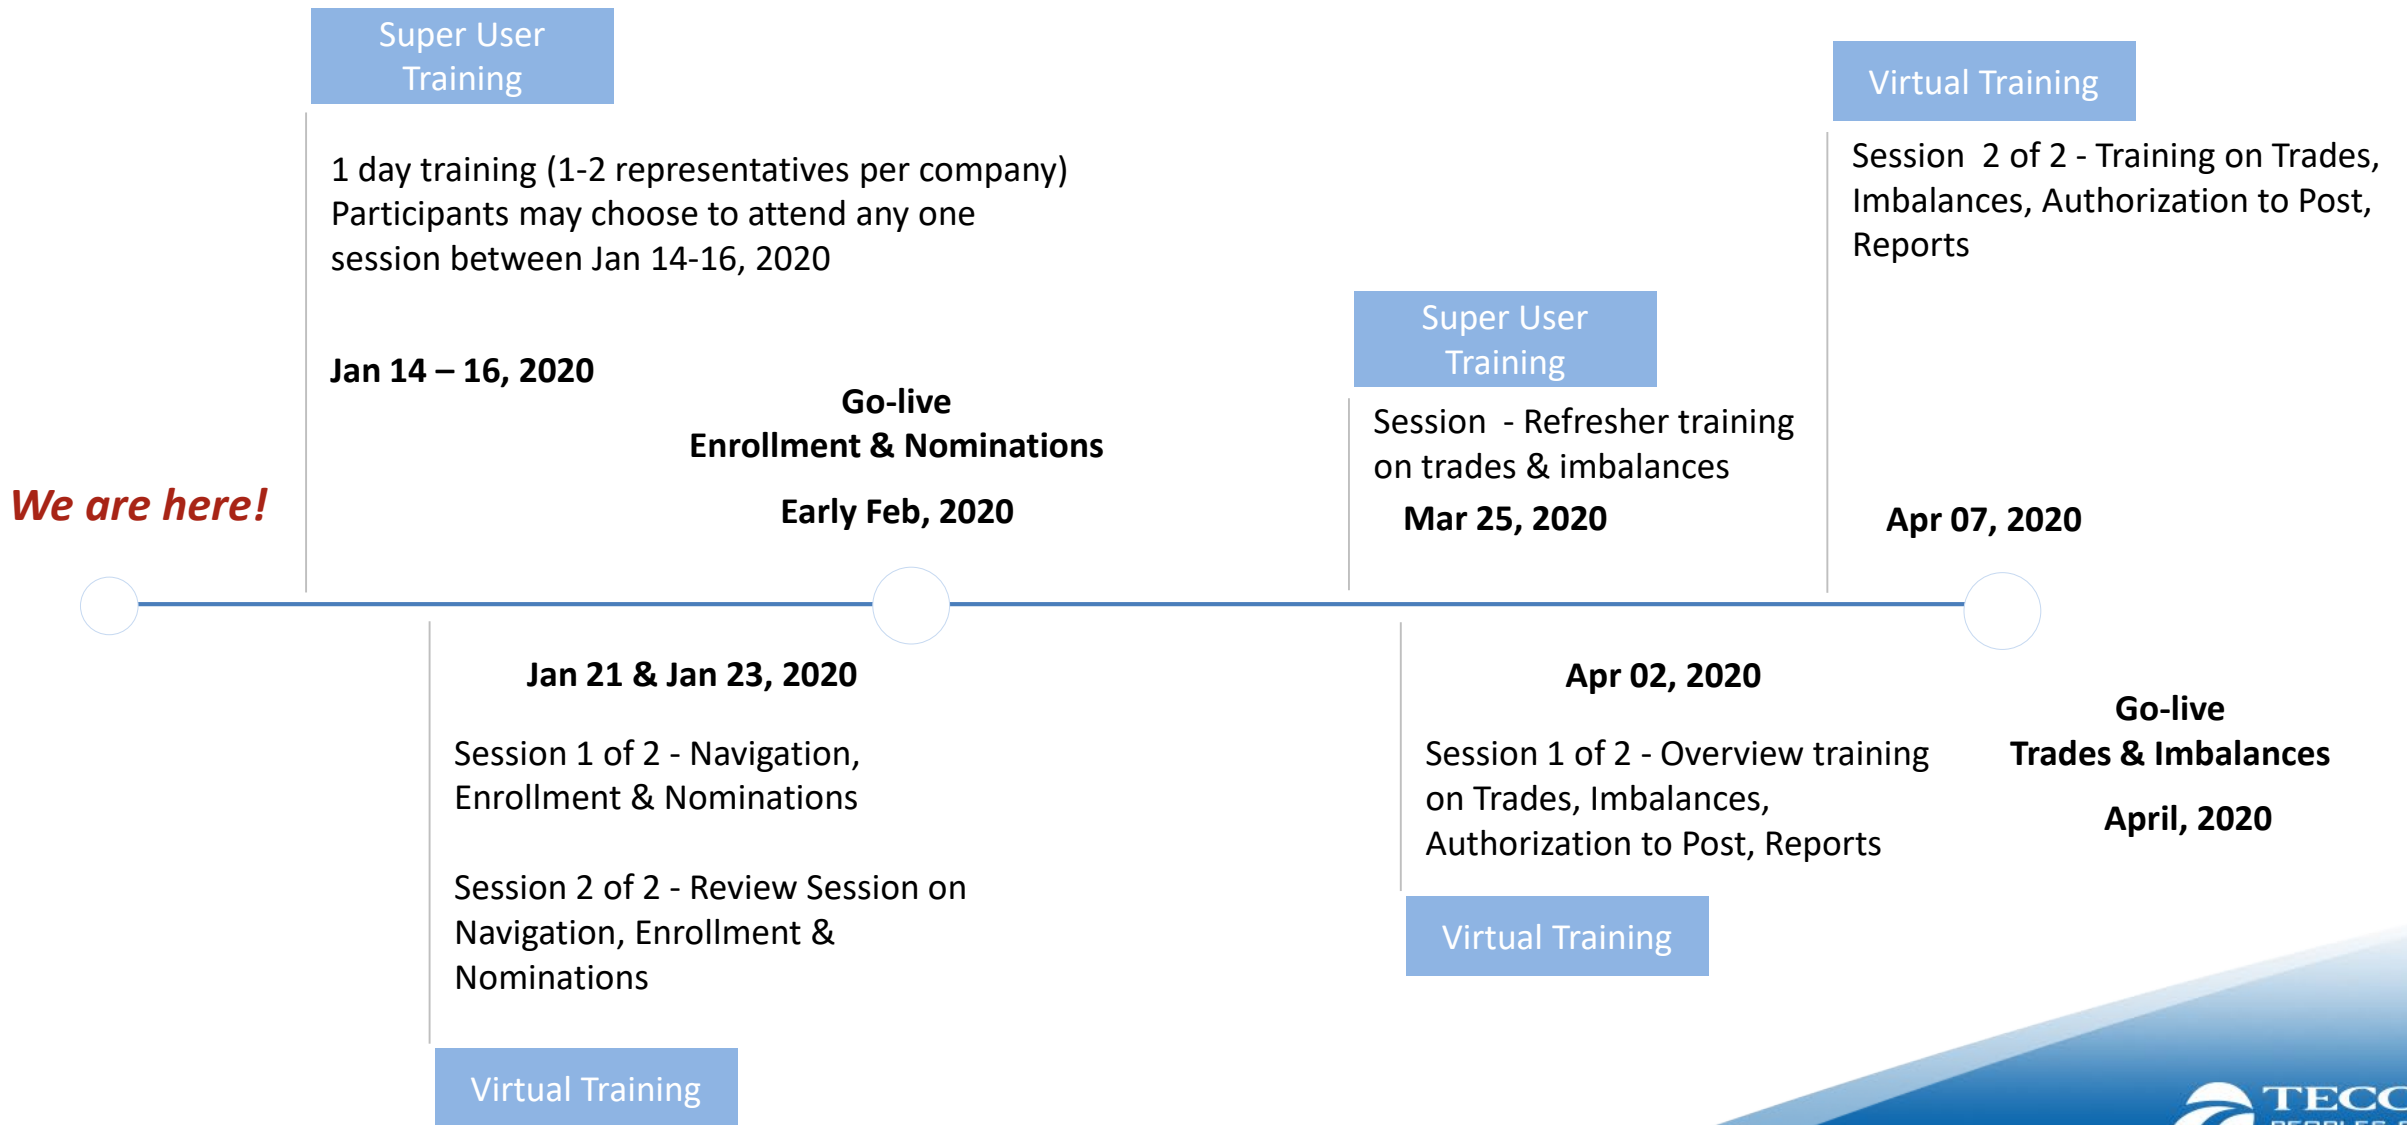 Super User
Training
1 day training (1-2 representatives per company)
Participants may choose to attend any one
session between Jan 14-16, 2020
Jan 14 – 16, 2020
We are here!
Go-live
Enrollment & Nominations
Early Feb, 2020
Super User
Training
Session  - Refresher training
on trades & imbalances
Mar 25, 2020
Virtual Training
Session  2 of 2 - Training on Trades,
Imbalances, Authorization to Post,
Reports
Apr 07, 2020
Jan 21 & Jan 23, 2020
Session 1 of 2 - Navigation,
Enrollment & Nominations
Session 2 of 2 - Review Session on
Navigation, Enrollment &
Nominations
Virtual Training
Apr 02, 2020
Session 1 of 2 - Overview training
on Trades, Imbalances,
Authorization to Post, Reports
Virtual Training
Go-live
Trades & Imbalances
April, 2020